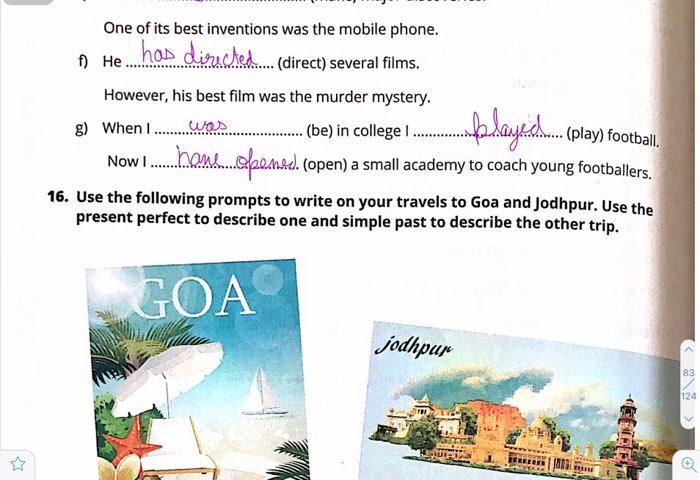 One of its best inventions was the mobile phone.
f) He has directed (direct) several films.
However, his best film was the murder mystery.
g) When I was (be) in college I played (play) football.
Now I have opened (open) a small academy to coach young footballers.
16. Use the following prompts to write on your travels to Goa and Jodhpur. Use the
present perfect to describe one and simple past to describe the other trip.
GOA
jodhpur
83
124